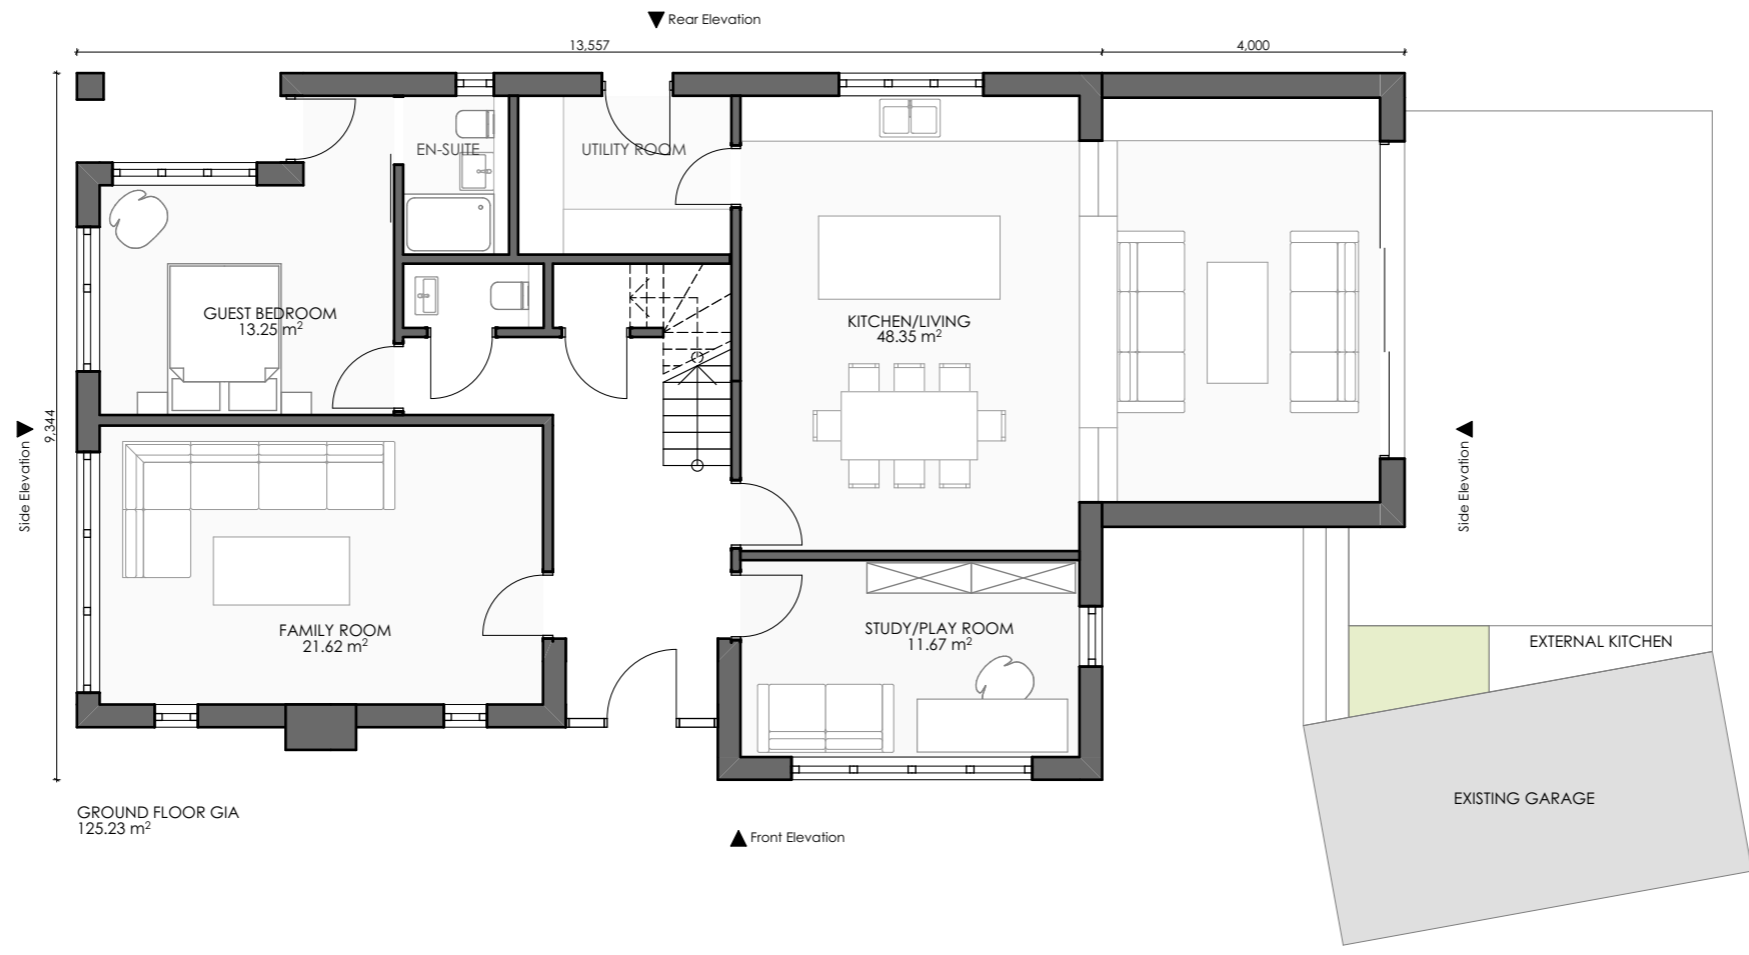 Rear Elevation
13,557
4,000
EN-SUITE
UTILITY ROOM
GUEST BEDROOM
13.25 m²
KITCHEN/LIVING
48.35 m²
9,344
Side Elevation
Side Elevation
FAMILY ROOM
21.62 m²
STUDY/PLAY ROOM
11.67 m²
EXTERNAL KITCHEN
EXISTING GARAGE
GROUND FLOOR GIA
125.23 m²
Front Elevation